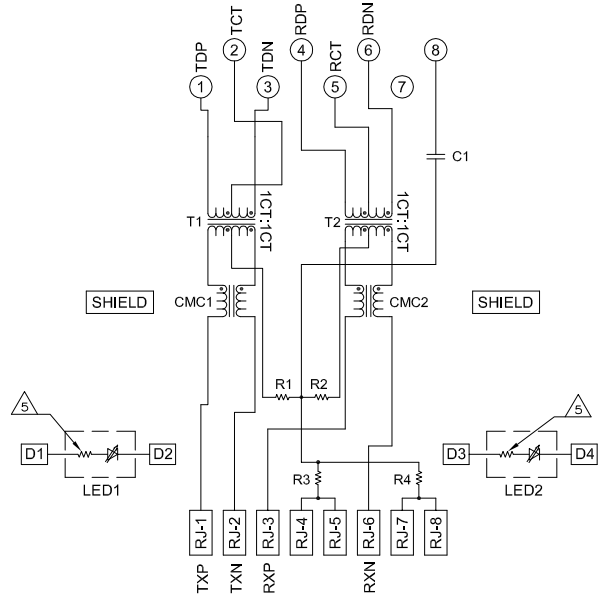 TDP
TCT
TDN
RDP
RCT
RDN
1
2
3
4
5
6
7
8
C1
T1
1CT:1CT
T2
1CT:1CT
SHIELD
CMC1
CMC2
SHIELD
R1
R2
5
D1
D2
LED1
5
D3
D4
LED2
R3
R4
RJ-1
RJ-2
RJ-3
RJ-4
RJ-5
RJ-6
RJ-7
RJ-8
TXP
TXN
RXP
RXN